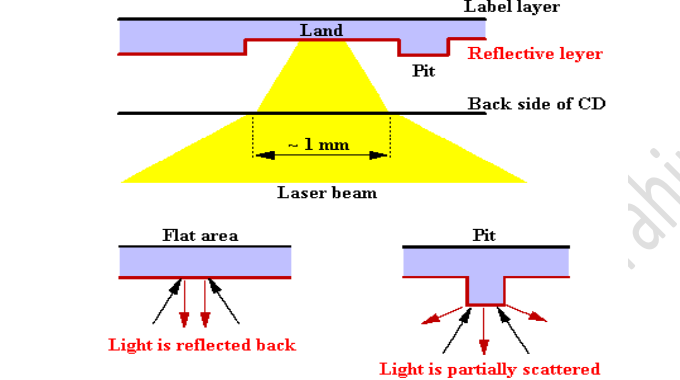 Label layer
Land
Reflective leyer
Pit
Back side of CD
~ 1 mm
Laser beam
Flat area
Pit
Light is reflected back
Light is partially scattered